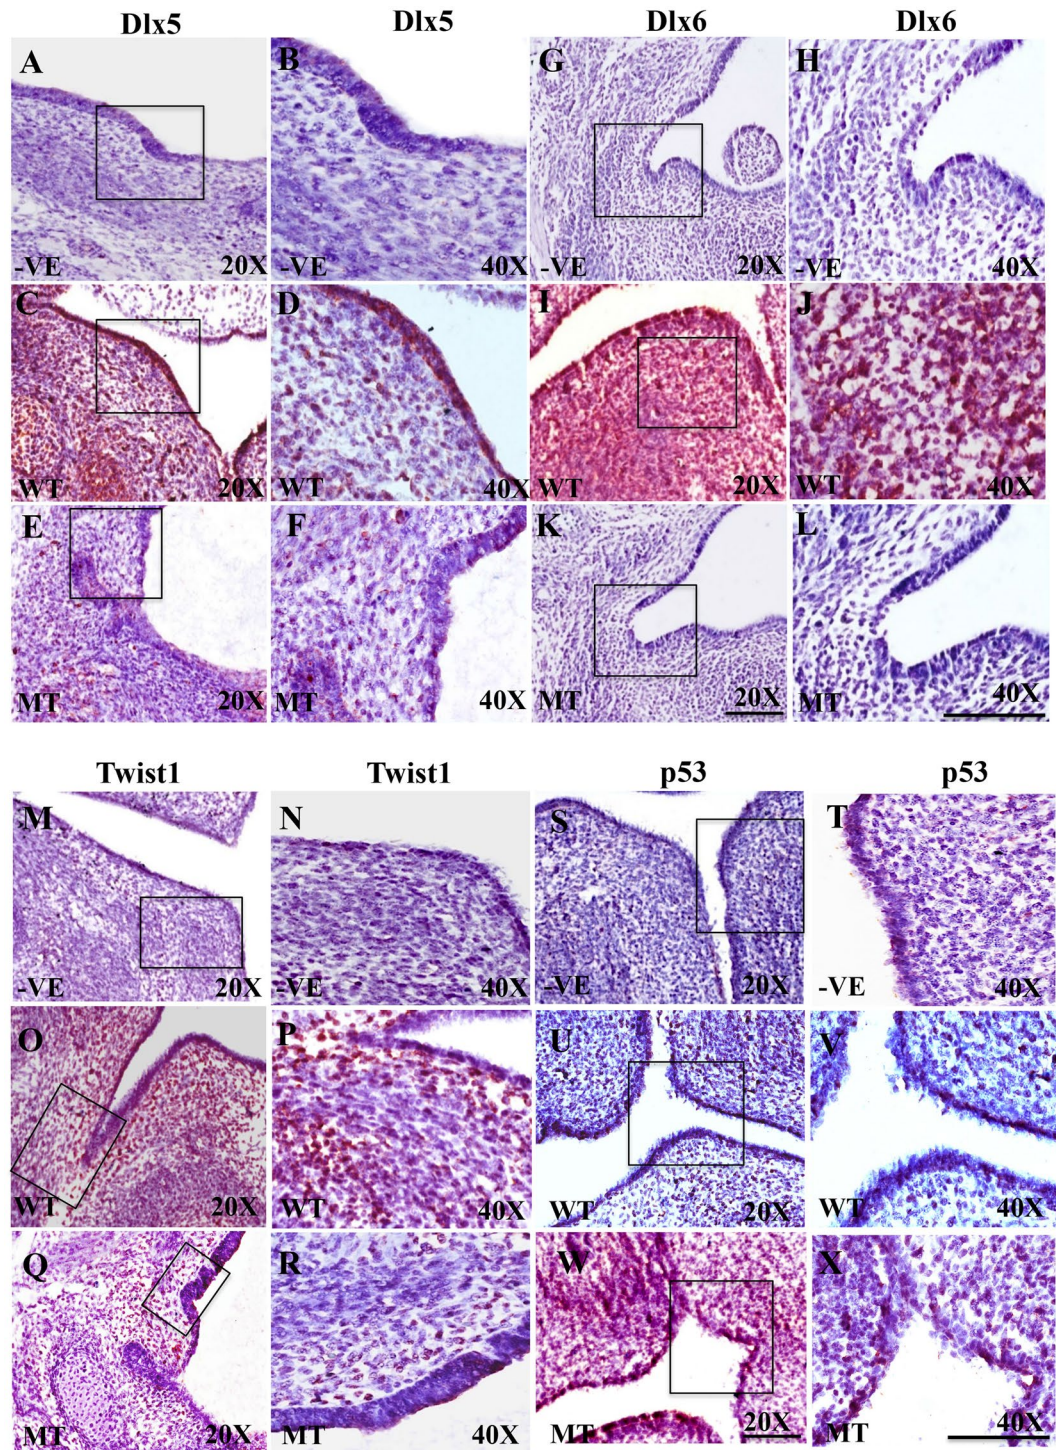 Dlx5 Dlx5 Dlx6 Dlx6
A B G H
-VE 20X 40X -VE 20X -VE 40X
C D I J
WT 20X WT 40X WT 20X WT 40X
E F K L
MT 20X MT 40X MT 20X MT 40X
Twist1 Twist1 p53 p53
M N S T
-VE 20X -VE 40X -VE 20X -VE 40X
O P U V
WT 20X WT 40X WT 20X WT 40X
Q R W X
MT 20X MT 40X MT 20X MT 40X